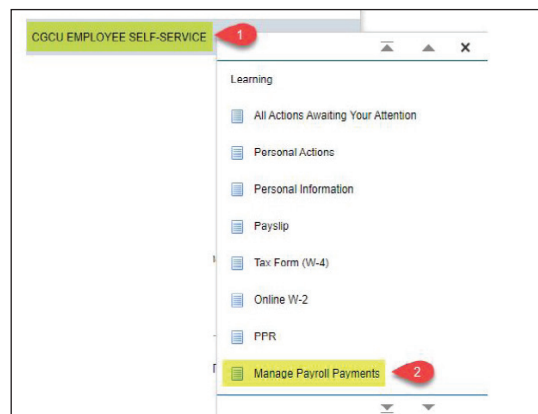 CGCU EMPLOYEE SELF-SERVICE 1
Learning
All Actions Awaiting Your Attention
Personal Actions
Personal Information
Payslip
Tax Form (W-4)
Online W-2
PPR
Manage Payroll Payments 2